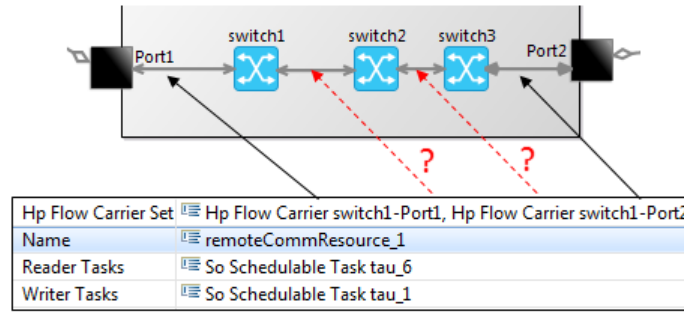 switch1 switch2 switch3
Port1 Port2
? ?
Hp Flow Carrier Set Hp Flow Carrier switch1-Port1, Hp Flow Carrier switch1-Port2
Name remoteCommResource_1
Reader Tasks So Schedulable Task tau_6
Writer Tasks So Schedulable Task tau_1